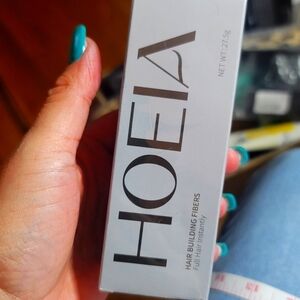 HOEIA
HAIR BUILDING FIBERS
Full Hair Instantly
NET WT: 27.5g